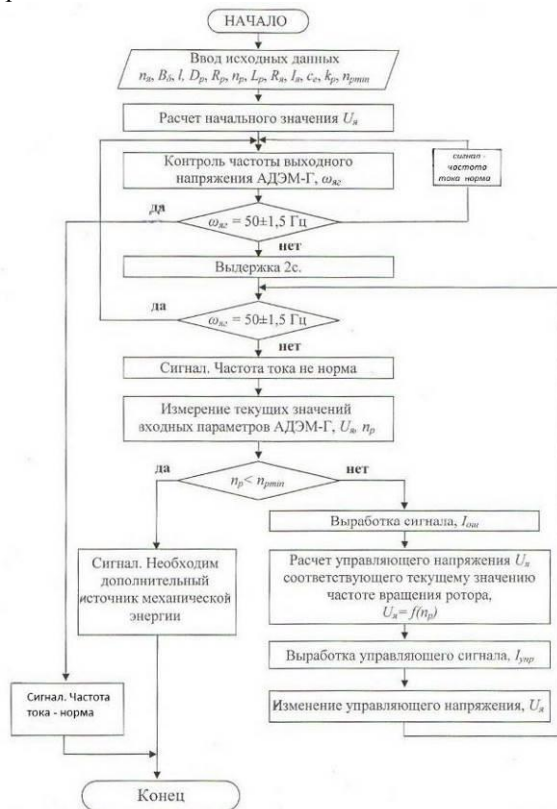 НАЧАЛО
Ввод исходных данных
nя, Bδ, l, Dр, Rр, nр, Lр, Rя, Iя, cе, kр, nрmin
Расчет начального значения Uя
Контроль частоты выходного
напряжения АДЭМ-Г, ωяг
сигнал -
частота
тока норма
да
ωяг = 50±1,5 Гц
нет
Выдержка 2с.
да
ωяг = 50±1,5 Гц
нет
Сигнал. Частота тока не норма
Измерение текущих значений
входных параметров АДЭМ-Г, Uя, nр
да
nр< nрmin
нет
Выработка сигнала, Iош
Сигнал. Необходим
дополнительный
источник механической
энергии
Расчет управляющего напряжения Uя
соответствующего текущему значению
частоте вращения ротора,
Uя= f(nр)
Выработка управляющего сигнала, Iупр
Изменение управляющего напряжения, Uя
Сигнал. Частота
тока - норма
Конец